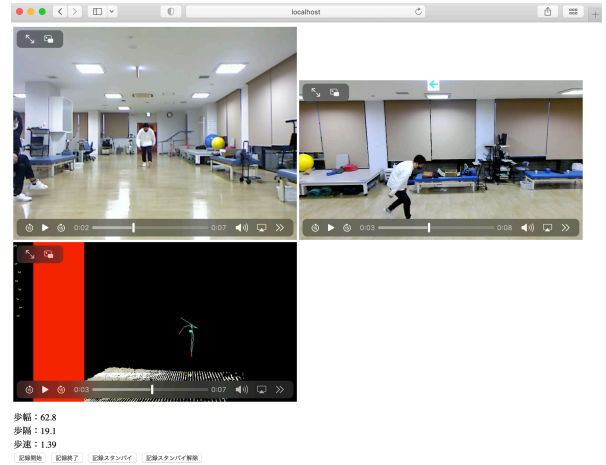 localhost
0:02
0:07
0:03
0:08
0:03
0:07
歩幅：62.8
歩隔：19.1
歩速：1.39
記録開始 記録終了 記録スタンバイ 記録スタンバイ解除